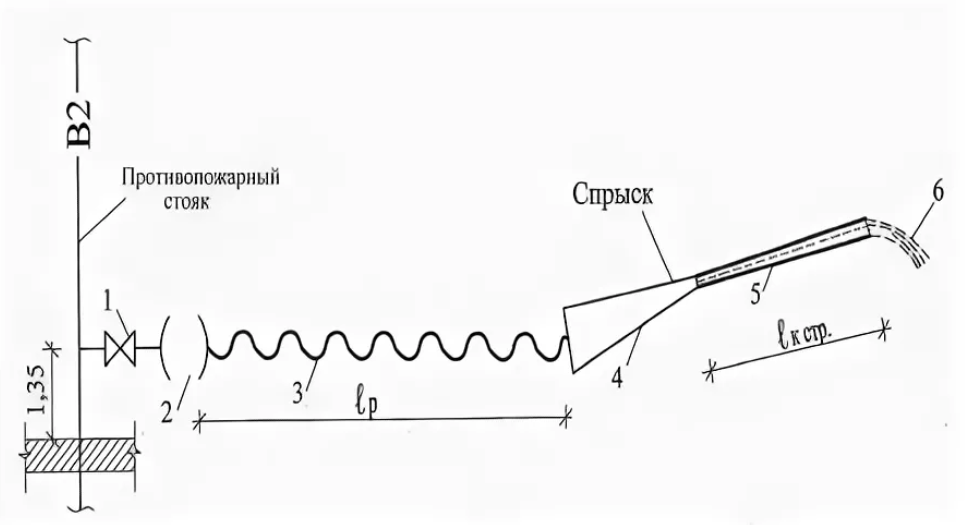 В2
Противопожарный
стояк
Спрыск
6
1
5
ℓк стр.
4
3
2
ℓр
1,35